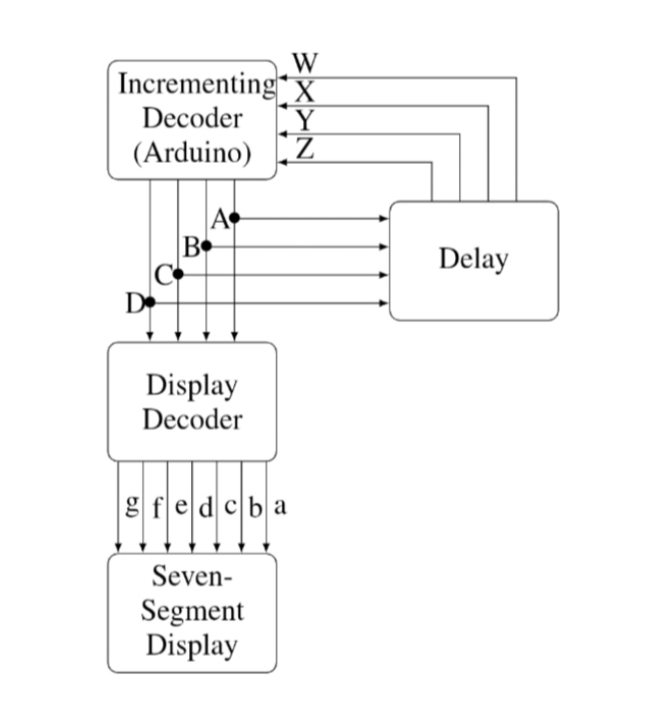 W
Incrementing
X
Decoder
Y
(Arduino)
Z
A
B
C
D
Delay
Display
Decoder
g f e d c b a
Seven-
Segment
Display